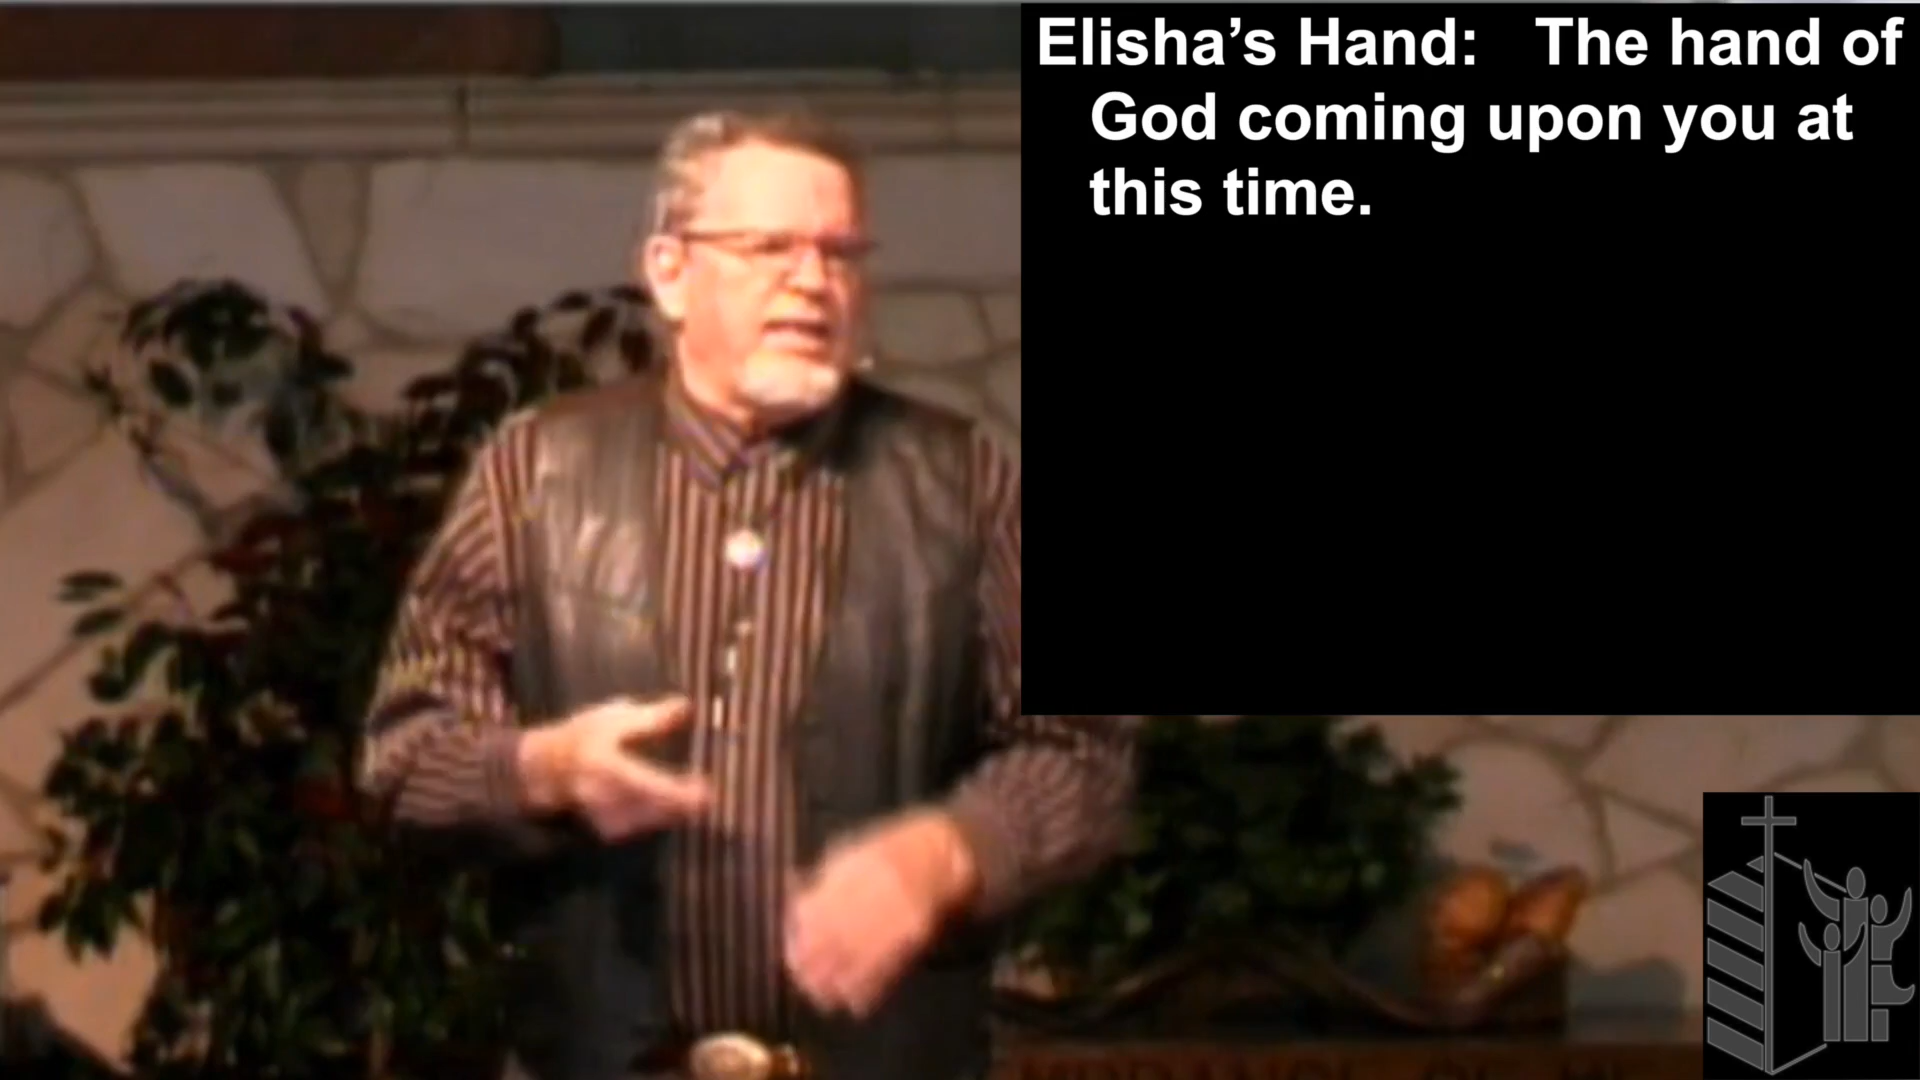 Elisha’s Hand: The hand of
God coming upon you at
this time.